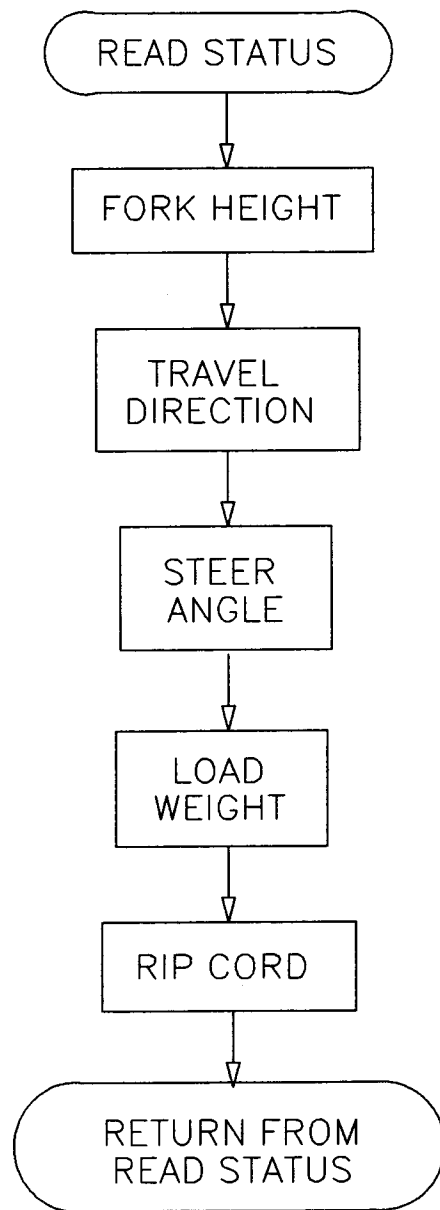 READ STATUS
FORK HEIGHT
TRAVEL
DIRECTION
STEER
ANGLE
LOAD
WEIGHT
RIP CORD
RETURN FROM
READ STATUS